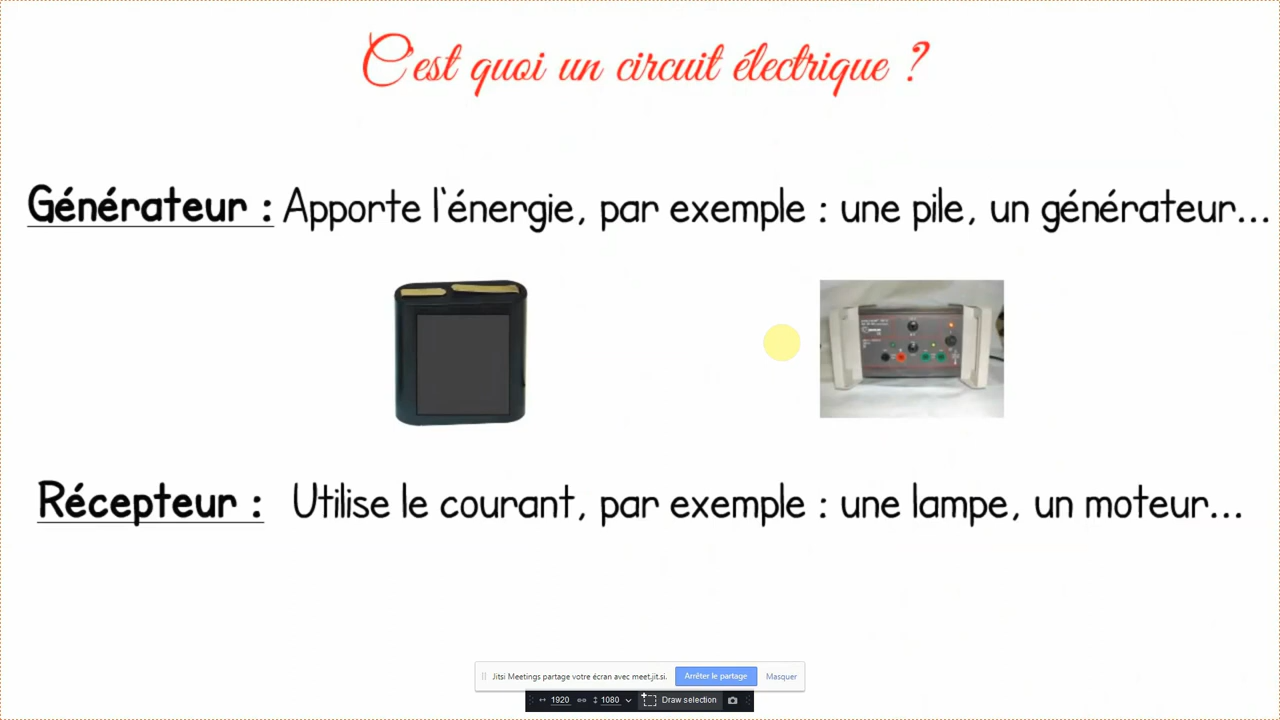 C'est quoi un circuit électrique ?
Générateur : Apporte l'énergie, par exemple : une pile, un générateur...
Récepteur : Utilise le courant, par exemple : une lampe, un moteur...
Jitsi Meetings partage votre écran avec meet.jit.si.
Arrêter le partage
Masquer
1920
1080
Draw selection